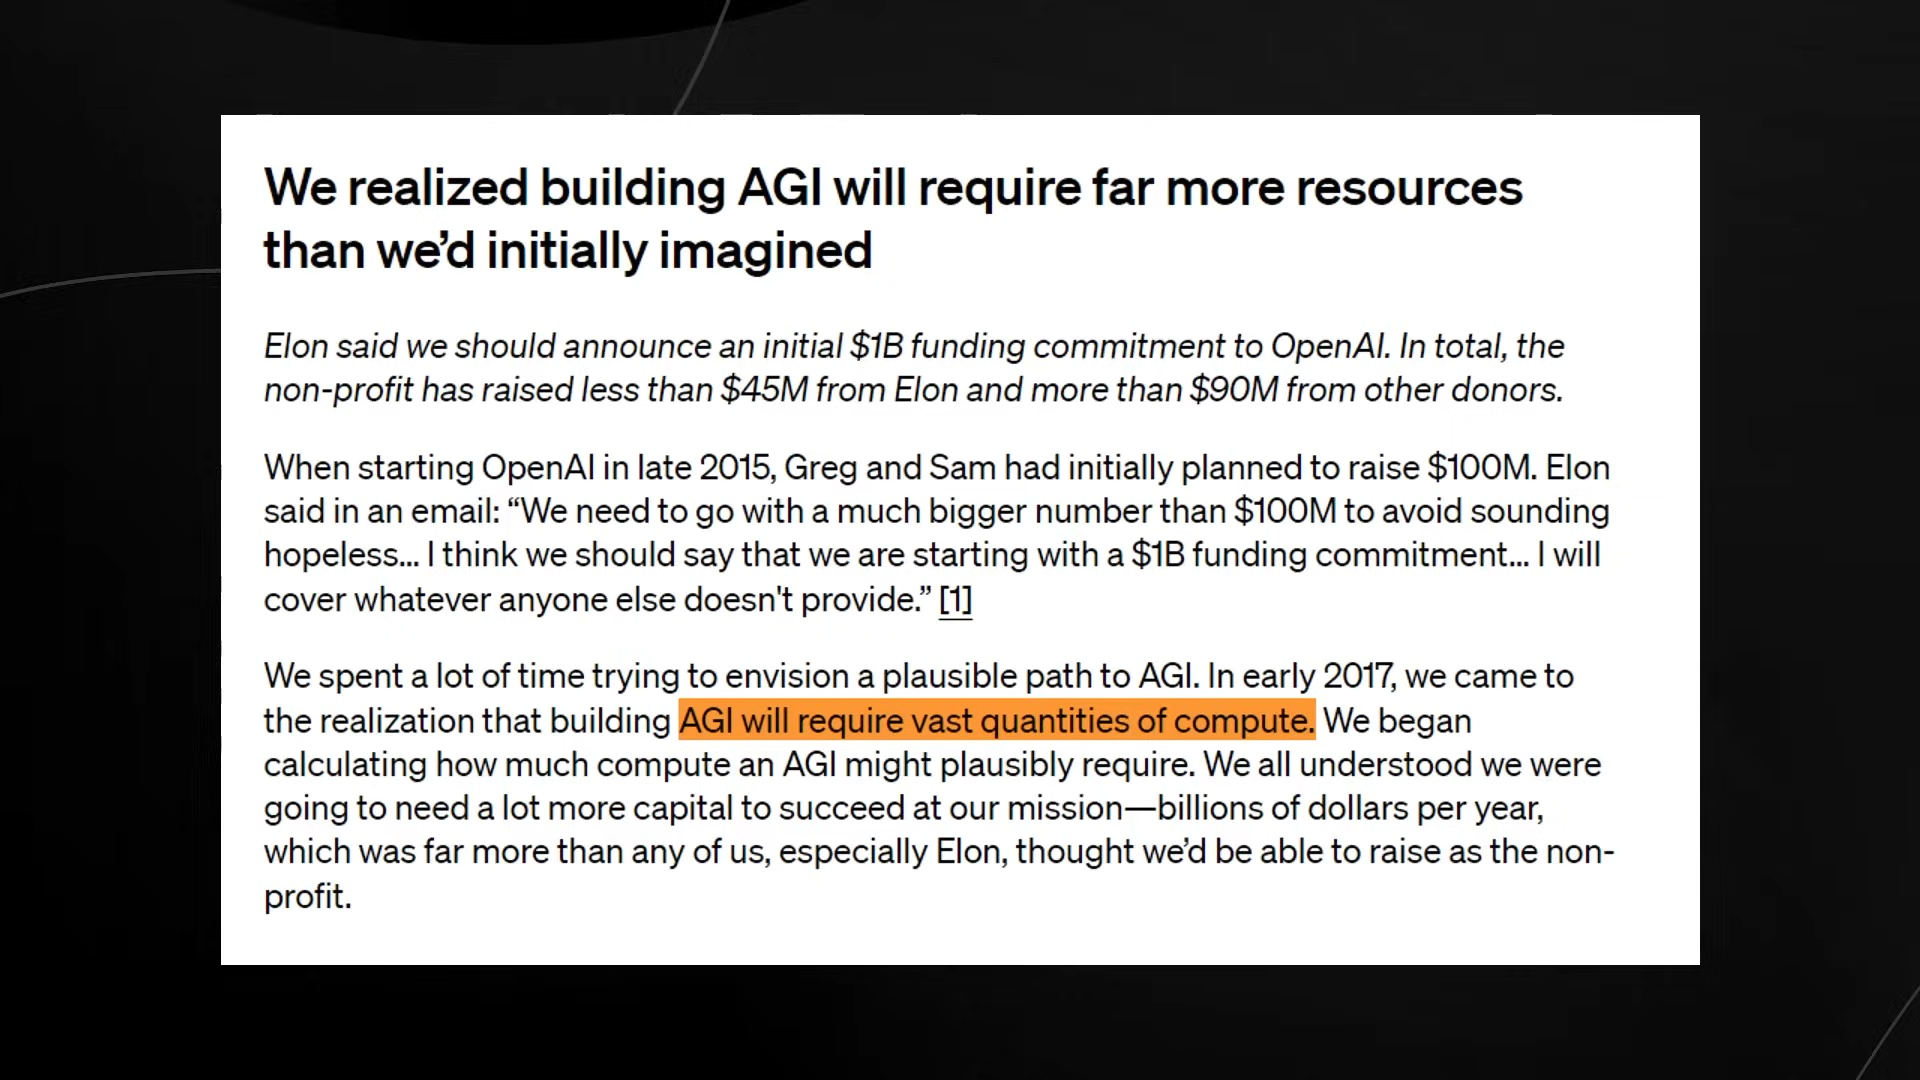 We realized building AGI will require far more resources
than we’d initially imagined
Elon said we should announce an initial $1B funding commitment to OpenAI. In total, the
non-profit has raised less than $45M from Elon and more than $90M from other donors.
When starting OpenAI in late 2015, Greg and Sam had initially planned to raise $100M. Elon
said in an email: “We need to go with a much bigger number than $100M to avoid sounding
hopeless... I think we should say that we are starting with a $1B funding commitment... I will
cover whatever anyone else doesn't provide.” [1]
We spent a lot of time trying to envision a plausible path to AGI. In early 2017, we came to
the realization that building AGI will require vast quantities of compute. We began
calculating how much compute an AGI might plausibly require. We all understood we were
going to need a lot more capital to succeed at our mission—billions of dollars per year,
which was far more than any of us, especially Elon, thought we’d be able to raise as the non-
profit.